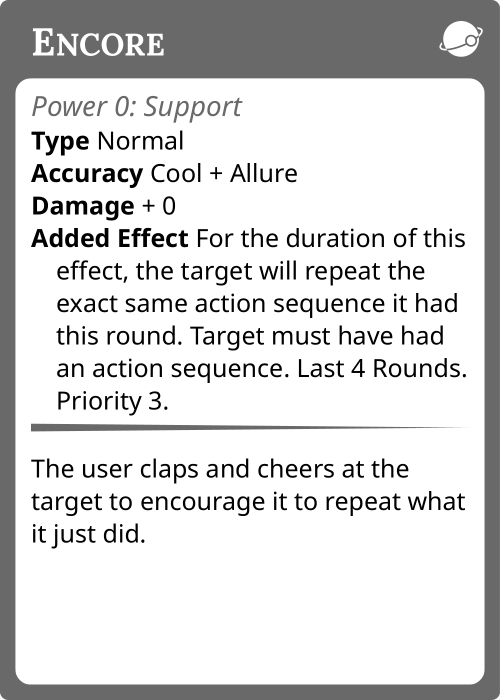 ENCORE
Power 0: Support
Type Normal
Accuracy Cool + Allure
Damage + 0
Added Effect For the duration of this
effect, the target will repeat the
exact same action sequence it had
this round. Target must have had
an action sequence. Last 4 Rounds.
Priority 3.
The user claps and cheers at the
target to encourage it to repeat what
it just did.